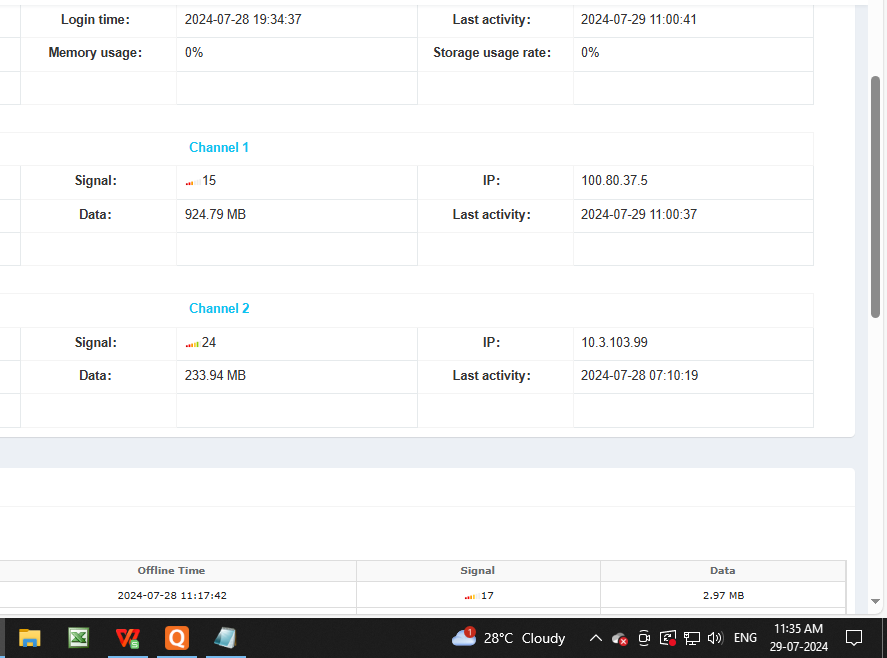 Login time: 2024-07-28 19:34:37 Last activity: 2024-07-29 11:00:41
Memory usage: 0% Storage usage rate: 0%
Channel 1
Signal: 15 IP: 100.80.37.5
Data: 924.79 MB Last activity: 2024-07-29 11:00:37
Channel 2
Signal: 24 IP: 10.3.103.99
Data: 233.94 MB Last activity: 2024-07-28 07:10:19
Offline Time Signal Data
2024-07-28 11:17:42 17 2.97 MB
1 28°C Cloudy ENG 11:35 AM
29-07-2024